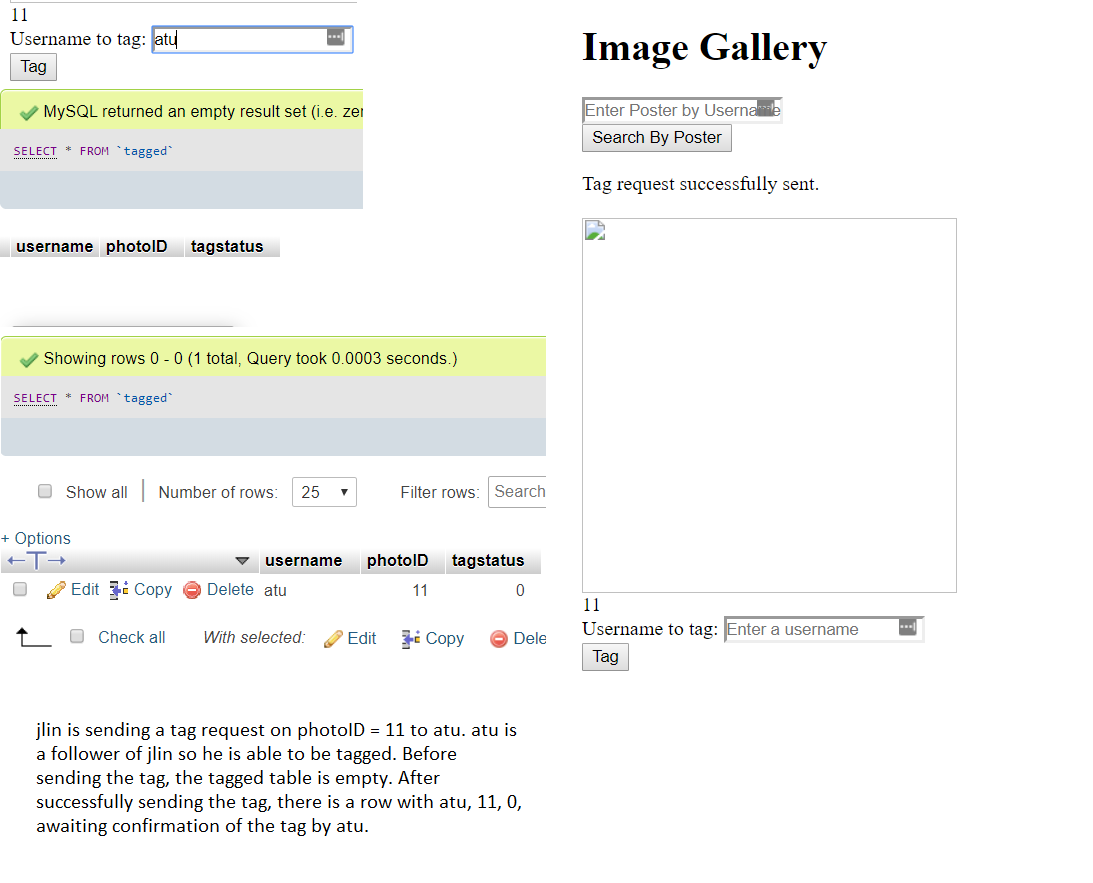 11
Username to tag: atu
Tag
MySQL returned an empty result set (i.e. zer
SELECT * FROM `tagged`
username photoID tagstatus
Showing rows 0 - 0 (1 total, Query took 0.0003 seconds.)
SELECT * FROM `tagged`
Show all Number of rows: 25 Filter rows: Search
+ Options
←T→ username photoID tagstatus
Edit Copy Delete atu 11 0
Check all With selected: Edit Copy Dele
jlin is sending a tag request on photoID = 11 to atu. atu is
a follower of jlin so he is able to be tagged. Before
sending the tag, the tagged table is empty. After
successfully sending the tag, there is a row with atu, 11, 0,
awaiting confirmation of the tag by atu.
Image Gallery
Enter Poster by Username
Search By Poster
Tag request successfully sent.
11
Username to tag: Enter a username
Tag